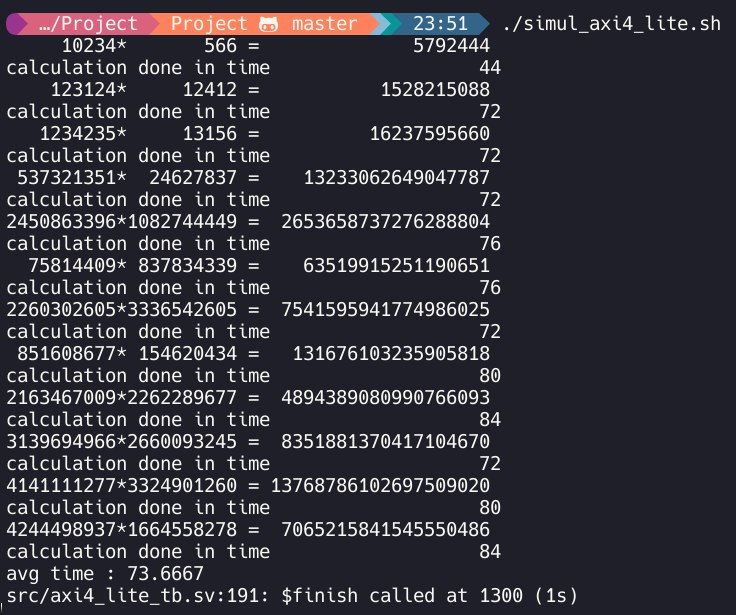 …/Project Project master 23:51 ./simul_axi4_lite.sh
10234* 566 = 5792444
calculation done in time 44
123124* 12412 = 1528215088
calculation done in time 72
1234235* 13156 = 16237595660
calculation done in time 72
537321351* 24627837 = 13233062649047787
calculation done in time 72
2450863396*1082744449 = 2653658737276288804
calculation done in time 76
75814409* 837834339 = 63519915251190651
calculation done in time 76
2260302605*3336542605 = 7541595941774986025
calculation done in time 72
851608677* 154620434 = 131676103235905818
calculation done in time 80
2163467009*2262289677 = 4894389080990766093
calculation done in time 84
3139694966*2660093245 = 8351881370417104670
calculation done in time 72
4141111277*3324901260 = 13768786102697509020
calculation done in time 80
4244498937*1664558278 = 7065215841545550486
calculation done in time 84
avg time : 73.6667
src/axi4_lite_tb.sv:191: $finish called at 1300 (1s)